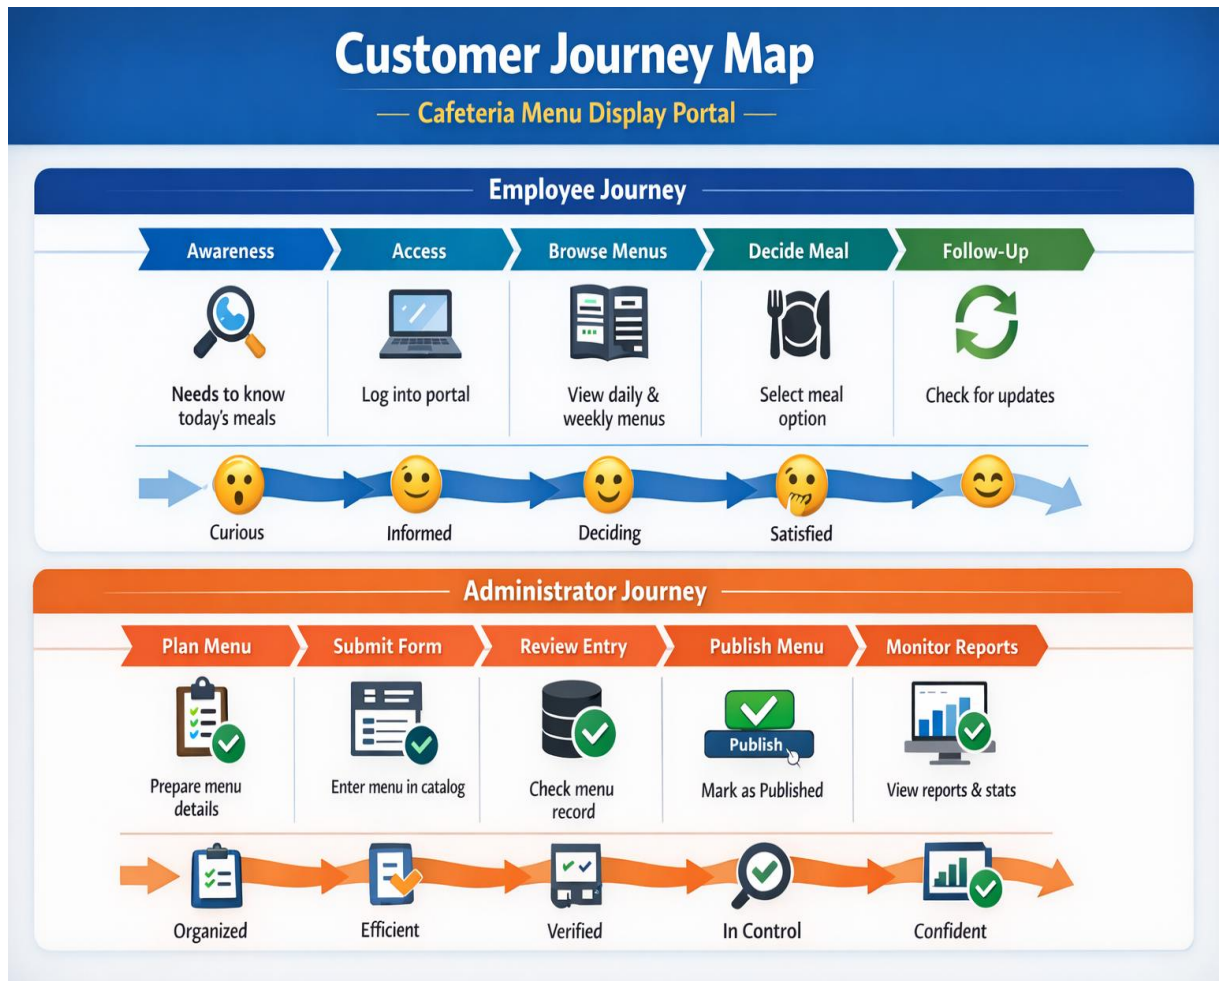 Customer Journey Map
Cafeteria Menu Display Portal
Employee Journey
Awareness
Access
Browse Menus
Decide Meal
Follow-Up
Needs to know
today's meals
Log into portal
View daily &
weekly menus
Select meal
option
Check for updates
Curious
Informed
Deciding
Satisfied
Administrator Journey
Plan Menu
Submit Form
Review Entry
Publish Menu
Monitor Reports
Publish
Prepare menu
details
Enter menu in catalog
Check menu
record
Mark as Published
View reports & stats
Organized
Efficient
Verified
In Control
Confident